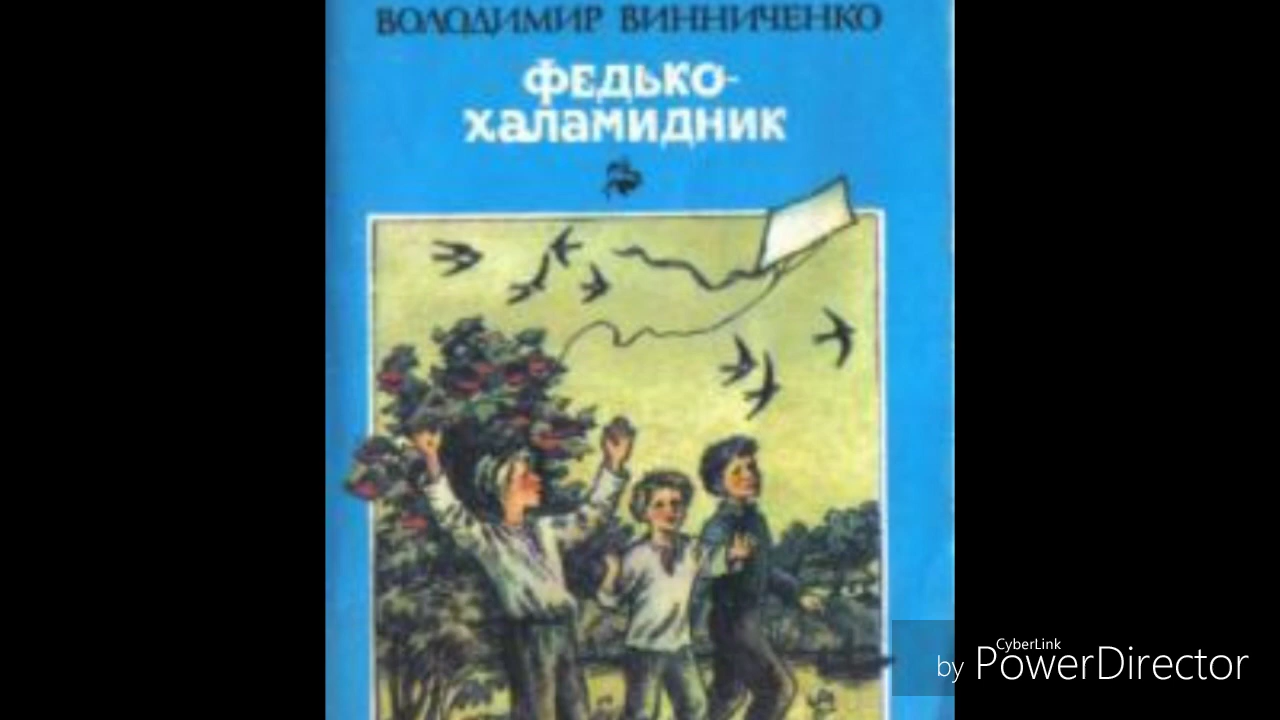 ВОЛОДИМИР ВИННИЧЕНКО
ФЕДЬКО-
ХАЛАМИДНИК
CyberLink
by PowerDirector